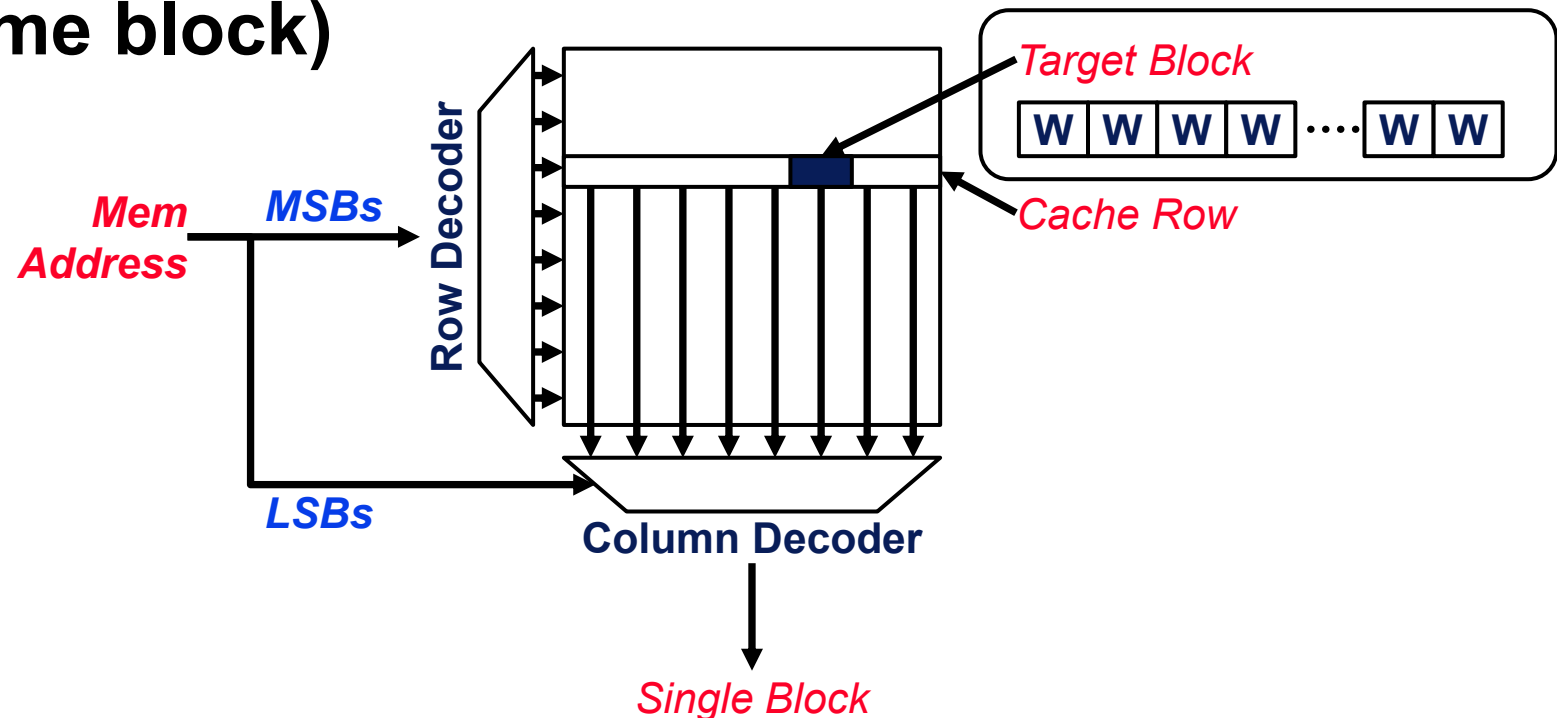 me block)
Target Block
W W W W .... W W
Row Decoder
Mem
Address
MSBs
Cache Row
LSBs
Column Decoder
Single Block